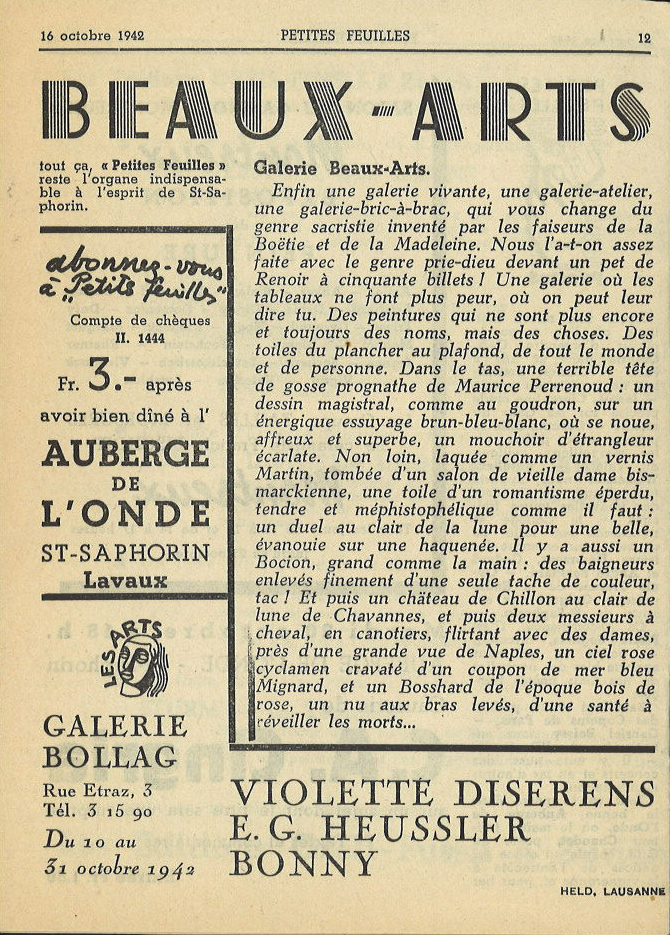 16 octobre 1942 PETITES FEUILLES 12
BEAUX-ARTS
tout ça, « Petites Feuilles »
reste l'organe indispensa-
ble à l'esprit de St-Sa-
phorin.
abonnez-vous
à „Petits feuilles"
Compte de chèques
II. 1444
Fr. 3.- après
avoir bien dîné à l'
AUBERGE
DE
L'ONDE
ST-SAPHORIN
Lavaux
LES ARTS
GALERIE
BOLLAG
Rue Etraz, 3
Tél. 3 15 90
Du 10 au
31 octobre 1942
Galerie Beaux-Arts.
Enfin une galerie vivante, une galerie-atelier,
une galerie-bric-à-brac, qui vous change du
genre sacristie inventé par les faiseurs de la
Boëtie et de la Madeleine. Nous l'a-t-on assez
faite avec le genre prie-dieu devant un pet de
Renoir à cinquante billets ! Une galerie où les
tableaux ne font plus peur, où on peut leur
dire tu. Des peintures qui ne sont plus encore
et toujours des noms, mais des choses. Des
toiles du plancher au plafond, de tout le monde
et de personne. Dans le tas, une terrible tête
de gosse prognathe de Maurice Perrenoud : un
dessin magistral, comme au goudron, sur un
énergique essuyage brun-bleu-blanc, où se noue,
affreux et superbe, un mouchoir d'étrangleur
écarlate. Non loin, laquée comme un vernis
Martin, tombée d'un salon de vieille dame bis-
marckienne, une toile d'un romantisme éperdu,
tendre et méphistophélique comme il faut :
un duel au clair de la lune pour une belle,
évanouie sur une haquenée. Il y a aussi un
Bocion, grand comme la main : des baigneurs
enlevés finement d'une seule tache de couleur,
tac ! Et puis un château de Chillon au clair de
lune de Chavannes, et puis deux messieurs à
cheval, en canotiers, flirtant avec des dames,
près d'une grande vue de Naples, un ciel rose
cyclamen cravaté d'un coupon de mer bleu
Mignard, et un Bosshard de l'époque bois de
rose, un nu aux bras levés, d'une santé à
réveiller les morts...
VIOLETTE DISERENS
E. G. HEUSSLER
BONNY
HELD, LAUSANNE